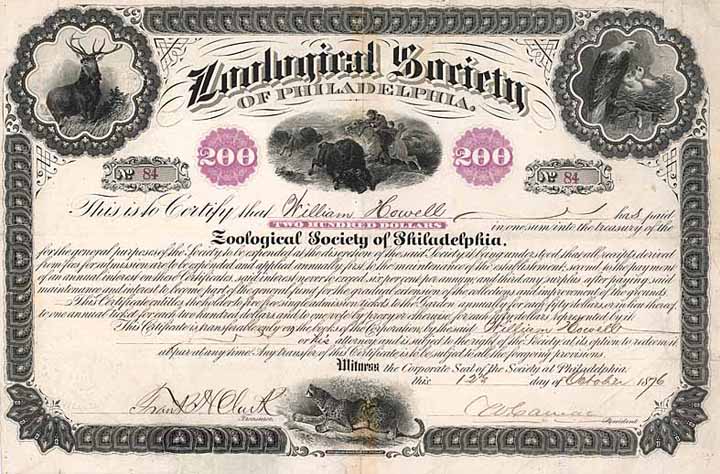 Zoological Society
OF PHILADELPHIA.
200 200
No 84 No 84
This is to Certify that William Howell has paid
TWO HUNDRED DOLLARS in one sum into the treasury of the
Zoological Society of Philadelphia.
for the general purposes of the Society to be expended at the discretion of the said Society it being understood that all receipts derived
from fees for admission are to be expended and applied annually, first, to the maintenance of the establishment, second, to the payment
of an annual interest on these Certificates, said interest never to exceed six per cent per annum, and third any surplus after paying said
maintenance and interest to become part of the general fund for the gradual extension of the collections and improvement of the grounds.
This Certificate entitles the holder to five free single admission tickets to the Garden annually for each fifty dollars, or in lieu thereof,
to one annual ticket for each two hundred dollars and to one vote by proxy or otherwise for each fifty dollars represented by it.
This Certificate is transferable only on the books of the Corporation, by the said William Howell
or his attorney and is subject to the right of the Society at its option to redeem it
at par at any time. Any transfer of this Certificate is to be subject to all the foregoing provisions.
Witness the Corporate Seal of the Society at Philadelphia.
this 12th day of October 1876
Frank H. Clark
Treasurer. President.